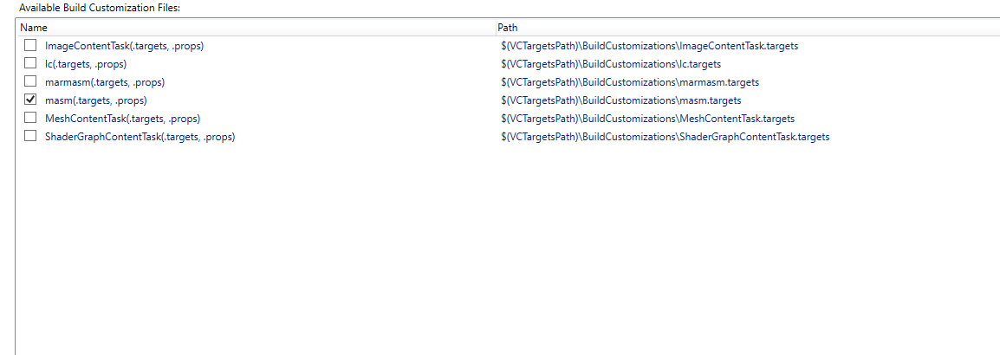 Available Build Customization Files:
Name Path
ImageContentTask(.targets, .props) $(VCTargetsPath)\BuildCustomizations\ImageContentTask.targets
lc(.targets, .props) $(VCTargetsPath)\BuildCustomizations\lc.targets
marmasm(.targets, .props) $(VCTargetsPath)\BuildCustomizations\marmasm.targets
masm(.targets, .props) $(VCTargetsPath)\BuildCustomizations\masm.targets
MeshContentTask(.targets, .props) $(VCTargetsPath)\BuildCustomizations\MeshContentTask.targets
ShaderGraphContentTask(.targets, .props) $(VCTargetsPath)\BuildCustomizations\ShaderGraphContentTask.targets